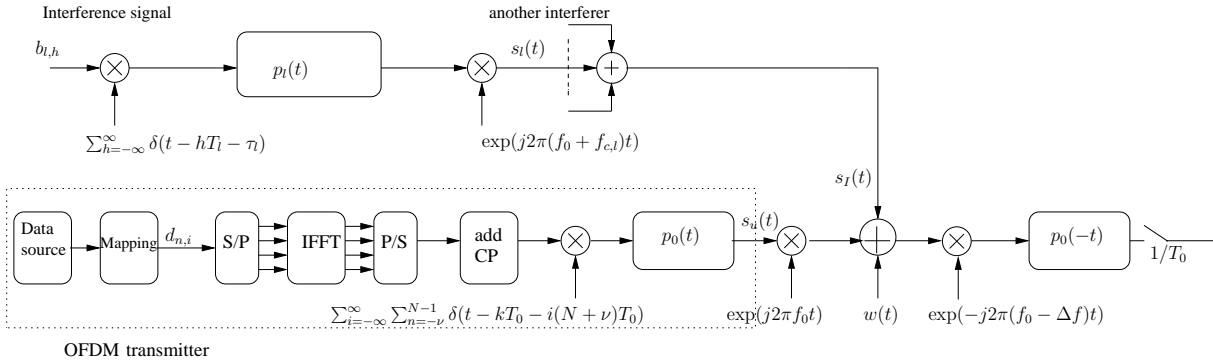 Interference signal
another interferer
b_{l,h}
p_l(t)
s_l(t)
+
∑_{h=-∞}^{∞} δ(t − hT_l − τ_l)
exp(j2π(f_0 + f_{c,l})t)
s_I(t)
Data
source
Mapping
d_{n,i}
S/P
IFFT
P/S
add
CP
p_0(t)
s_u(t)
p_0(−t)
1/T_0
∑_{i=-∞}^{∞} ∑_{n=-ν}^{N-1} δ(t − kT_0 − i(N + ν)T_0)
exp(j2πf_0t)
w(t)
exp(−j2π(f_0 − Δf)t)
OFDM transmitter